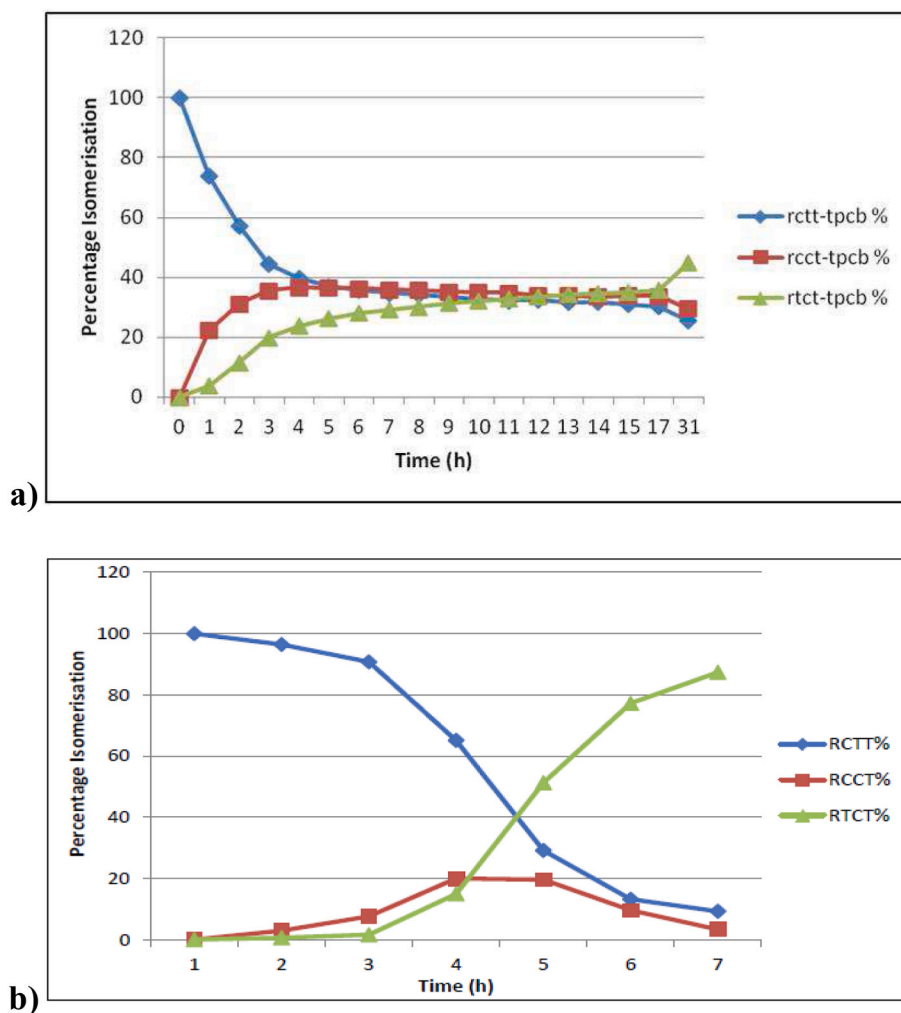 120
100
80
60
40
20
0
Percentage Isomerisation
0 1 2 3 4 5 6 7 8 9 10 11 12 13 14 15 17 31
Time (h)
rctt-tpcb %
rcct-tpcb %
rtct-tpcb %
a)
120
100
80
60
40
20
0
Percentage Isomerisation
1 2 3 4 5 6 7
Time (h)
RCTT%
RCCT%
RTCT%
b)